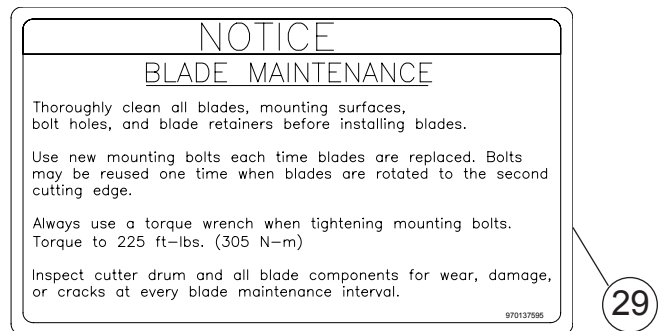 NOTICE
BLADE MAINTENANCE
Thoroughly clean all blades, mounting surfaces,
bolt holes, and blade retainers before installing blades.
Use new mounting bolts each time blades are replaced. Bolts
may be reused one time when blades are rotated to the second
cutting edge.
Always use a torque wrench when tightening mounting bolts.
Torque to 225 ft-lbs. (305 N-m)
Inspect cutter drum and all blade components for wear, damage,
or cracks at every blade maintenance interval.
970137595
29